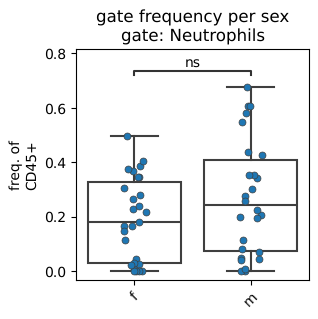 gate frequency per sex
gate: Neutrophils
freq. of
CD45+
0.8
0.6
0.4
0.2
0.0
ns
f
m